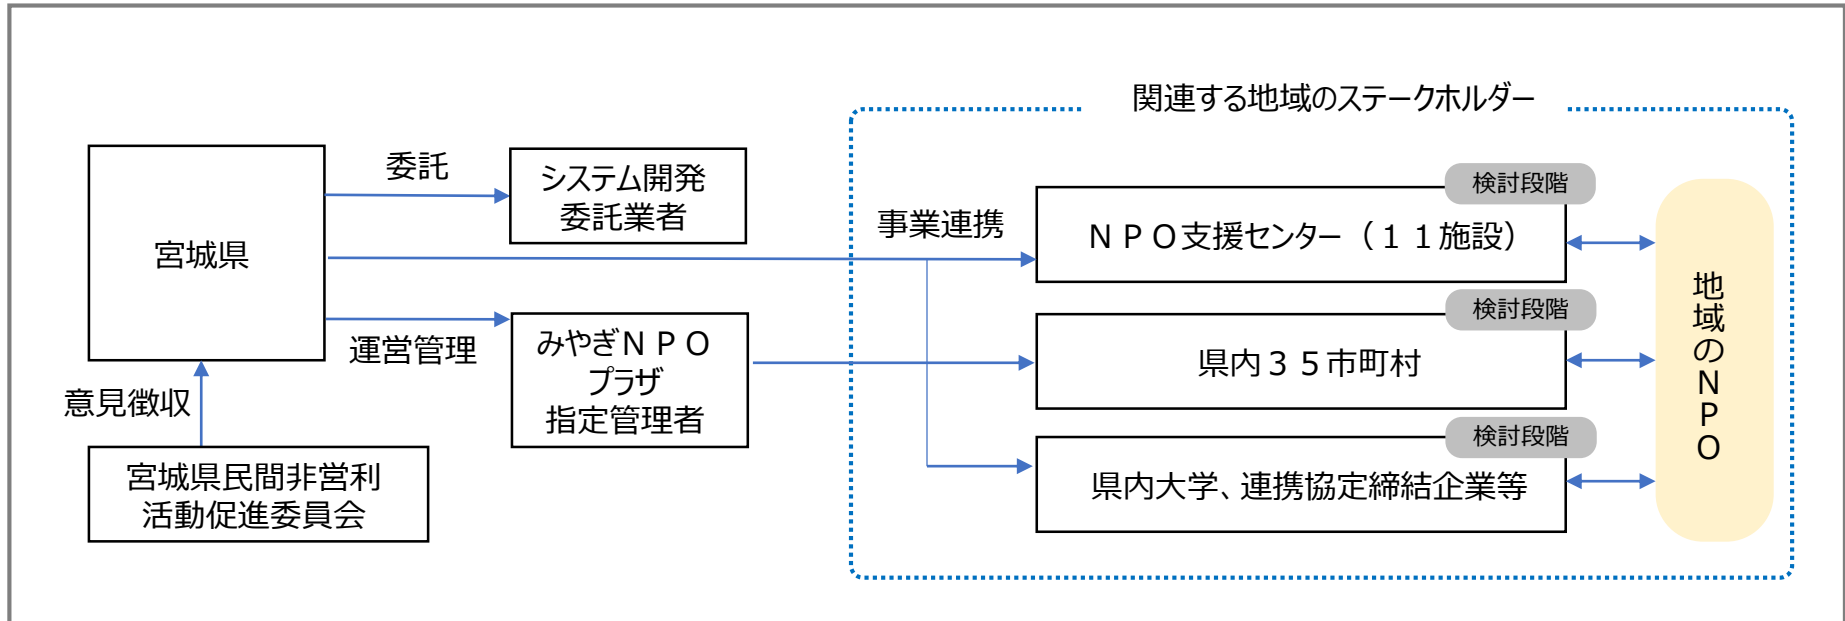 関連する地域のステークホルダー
宮城県
委託
システム開発
委託業者
事業連携
運営管理
みやぎNPO
プラザ
指定管理者
意見徴収
宮城県民間非営利
活動促進委員会
検討段階
NPO支援センター（11施設）
検討段階
県内35市町村
検討段階
県内大学、連携協定締結企業等
地域のNPO